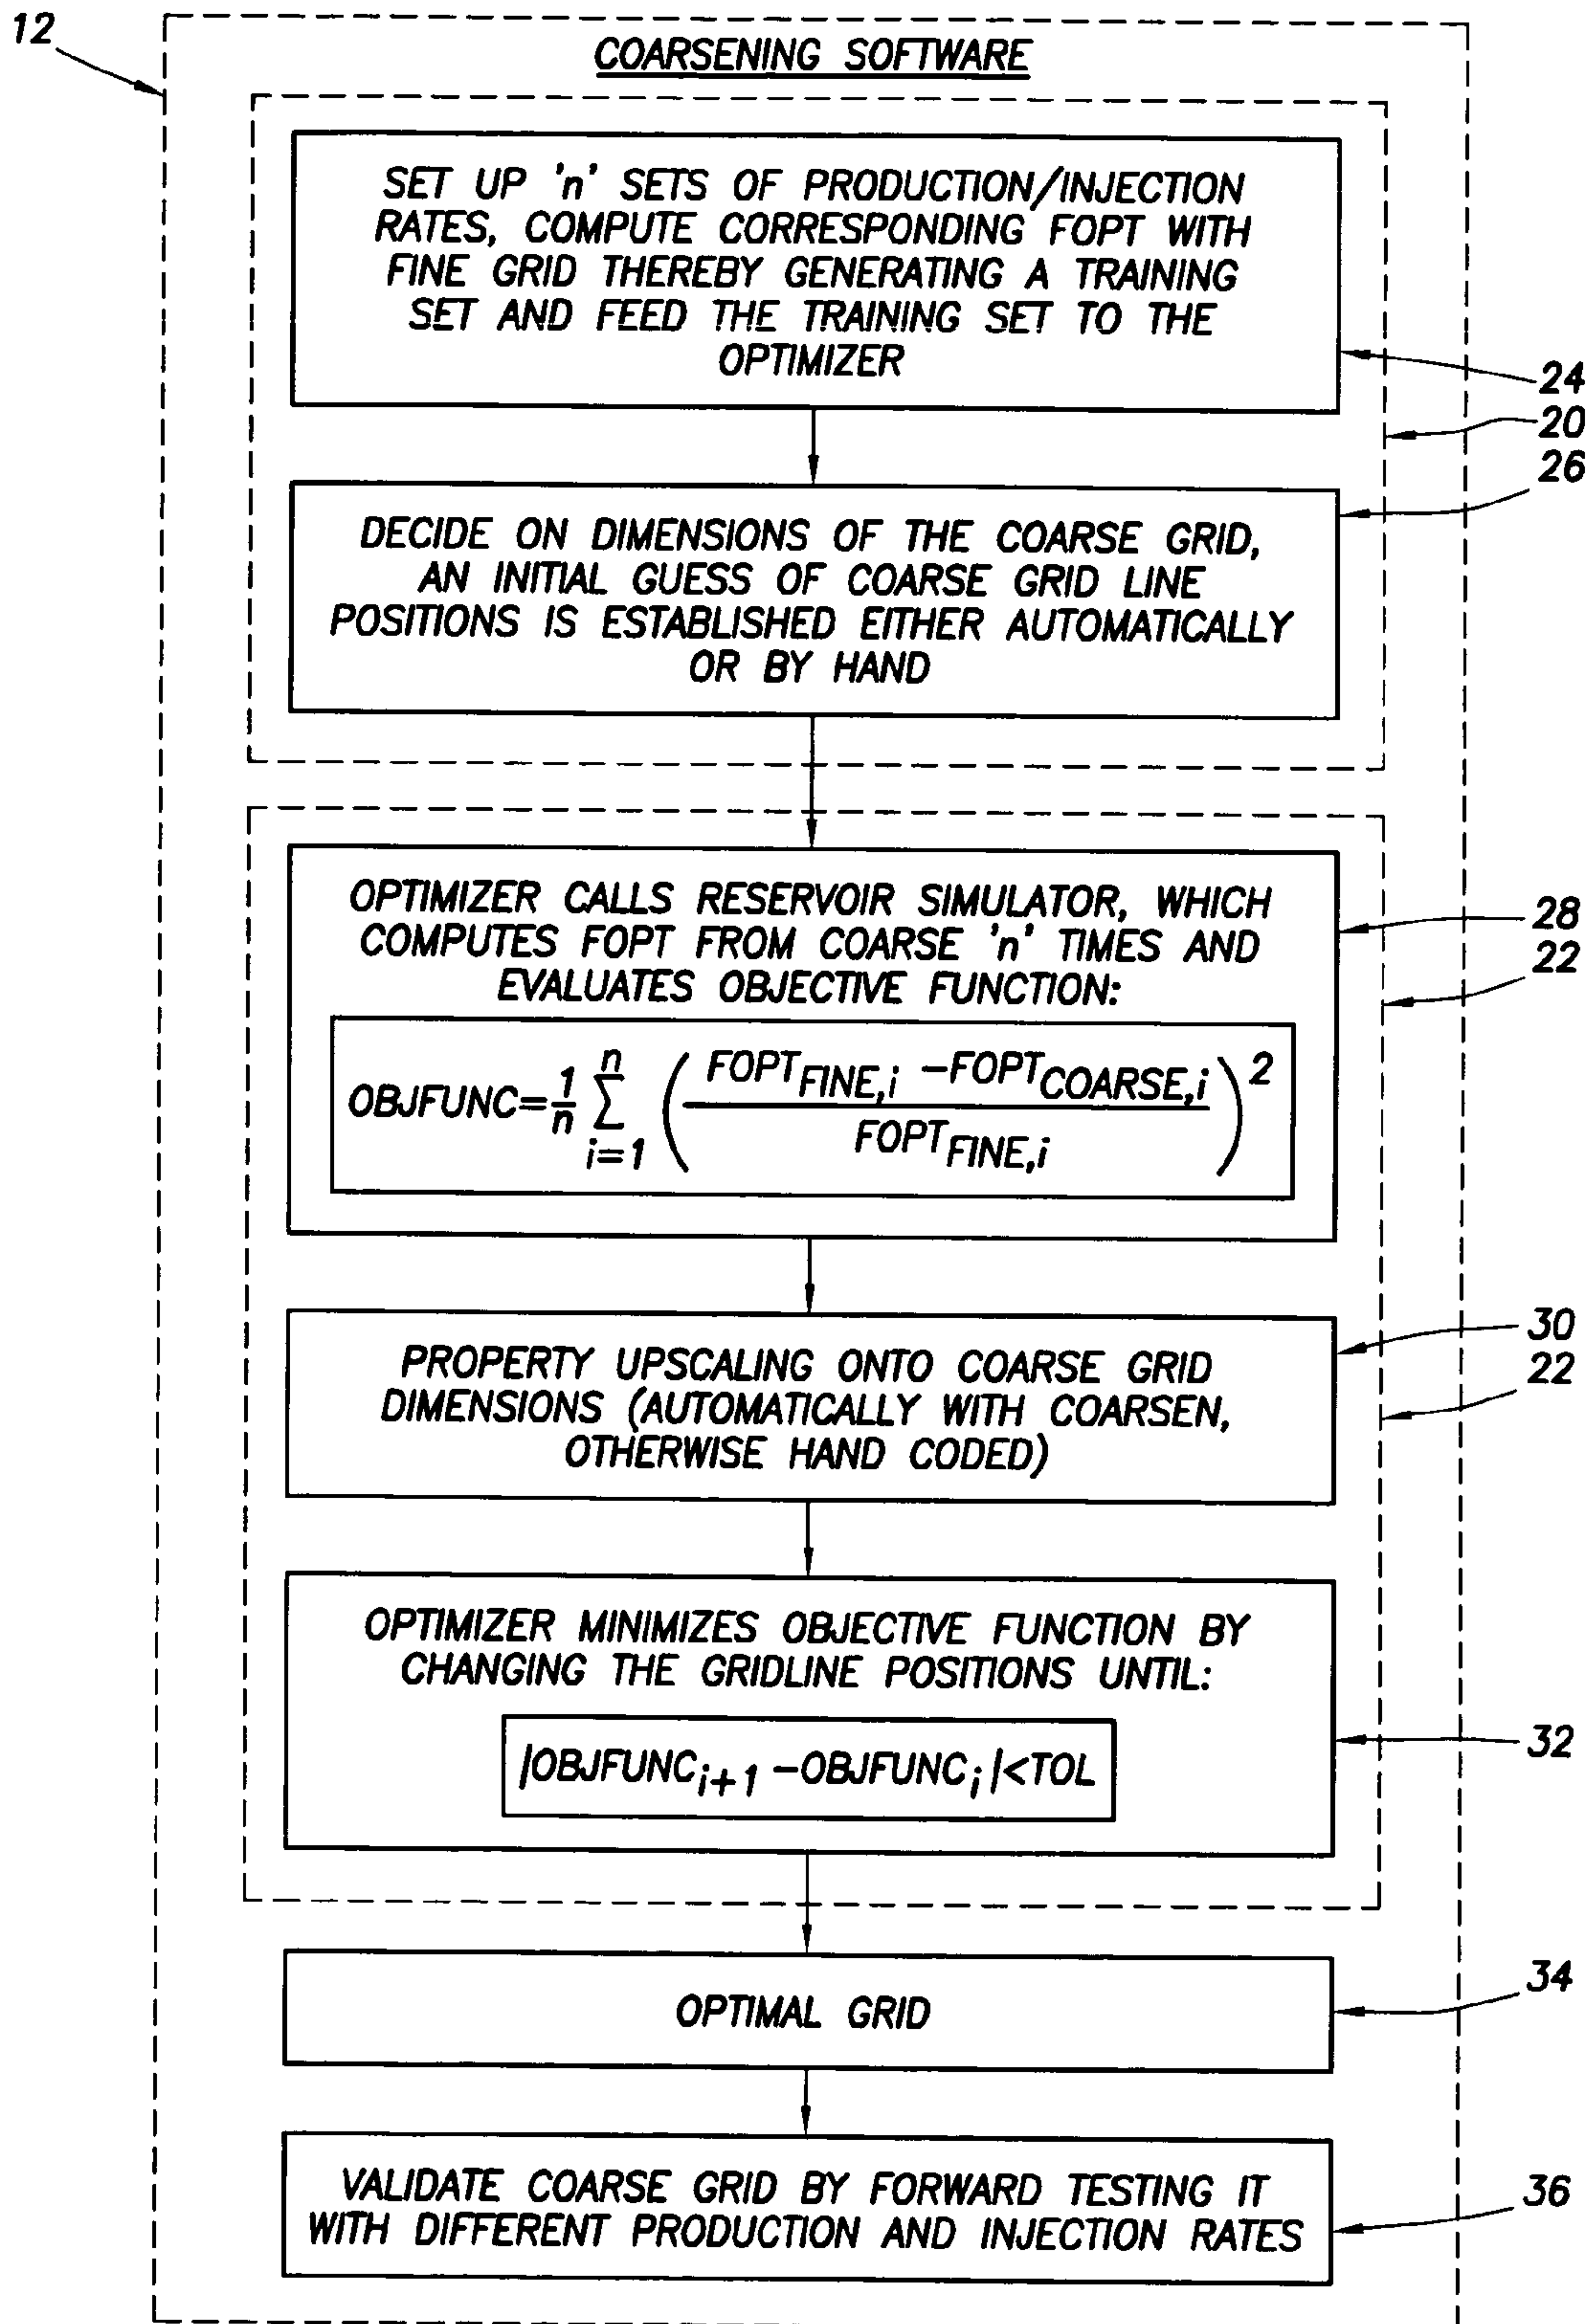 12
COARSENING SOFTWARE
SET UP 'n' SETS OF PRODUCTION/INJECTION
RATES, COMPUTE CORRESPONDING FOPT WITH
FINE GRID THEREBY GENERATING A TRAINING
SET AND FEED THE TRAINING SET TO THE
OPTIMIZER
24
20
26
DECIDE ON DIMENSIONS OF THE COARSE GRID,
AN INITIAL GUESS OF COARSE GRID LINE
POSITIONS IS ESTABLISHED EITHER AUTOMATICALLY
OR BY HAND
OPTIMIZER CALLS RESERVOIR SIMULATOR, WHICH
COMPUTES FOPT FROM COARSE 'n' TIMES AND
EVALUATES OBJECTIVE FUNCTION:
28
22
OBJFUNC=1/n n∑i=1 (FOPT FINE,i -FOPT COARSE,i / FOPT FINE,i)2
PROPERTY UPSCALING ONTO COARSE GRID
DIMENSIONS (AUTOMATICALLY WITH COARSEN,
OTHERWISE HAND CODED)
30
22
OPTIMIZER MINIMIZES OBJECTIVE FUNCTION BY
CHANGING THE GRIDLINE POSITIONS UNTIL:
|OBJFUNCi+1 -OBJFUNCi|<TOL
32
OPTIMAL GRID
34
VALIDATE COARSE GRID BY FORWARD TESTING IT
WITH DIFFERENT PRODUCTION AND INJECTION RATES
36